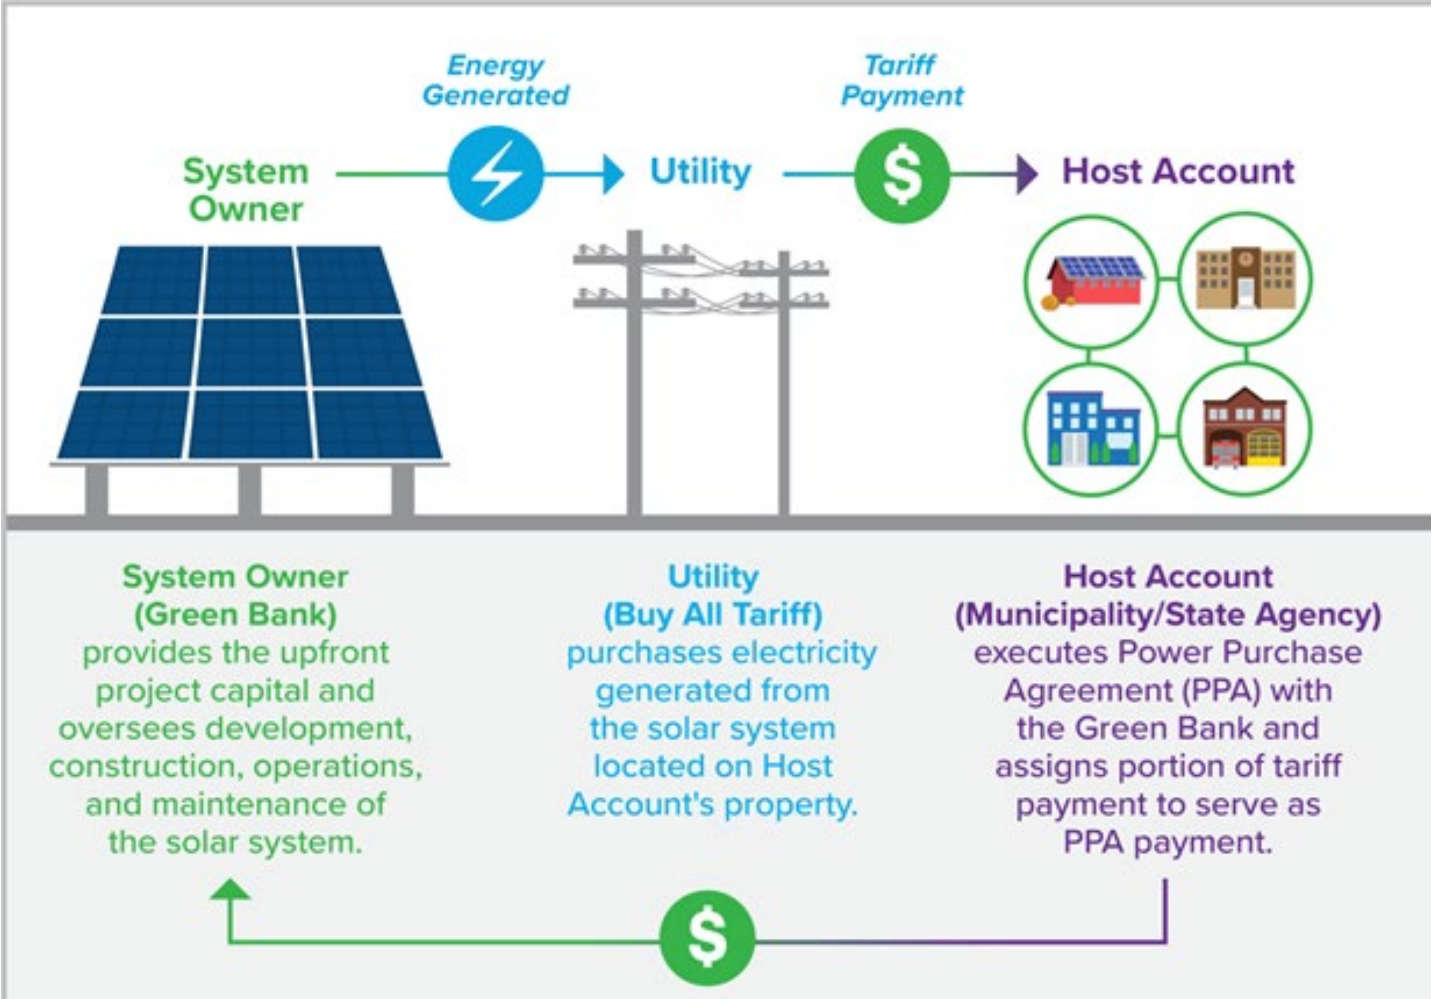 Energy
Generated
Tariff
Payment
System
Owner
Utility
$
Host Account
System Owner
(Green Bank)
provides the upfront
project capital and
oversees development,
construction, operations,
and maintenance of
the solar system.
Utility
(Buy All Tariff)
purchases electricity
generated from
the solar system
located on Host
Account's property.
Host Account
(Municipality/State Agency)
executes Power Purchase
Agreement (PPA) with
the Green Bank and
assigns portion of tariff
payment to serve as
PPA payment.
$